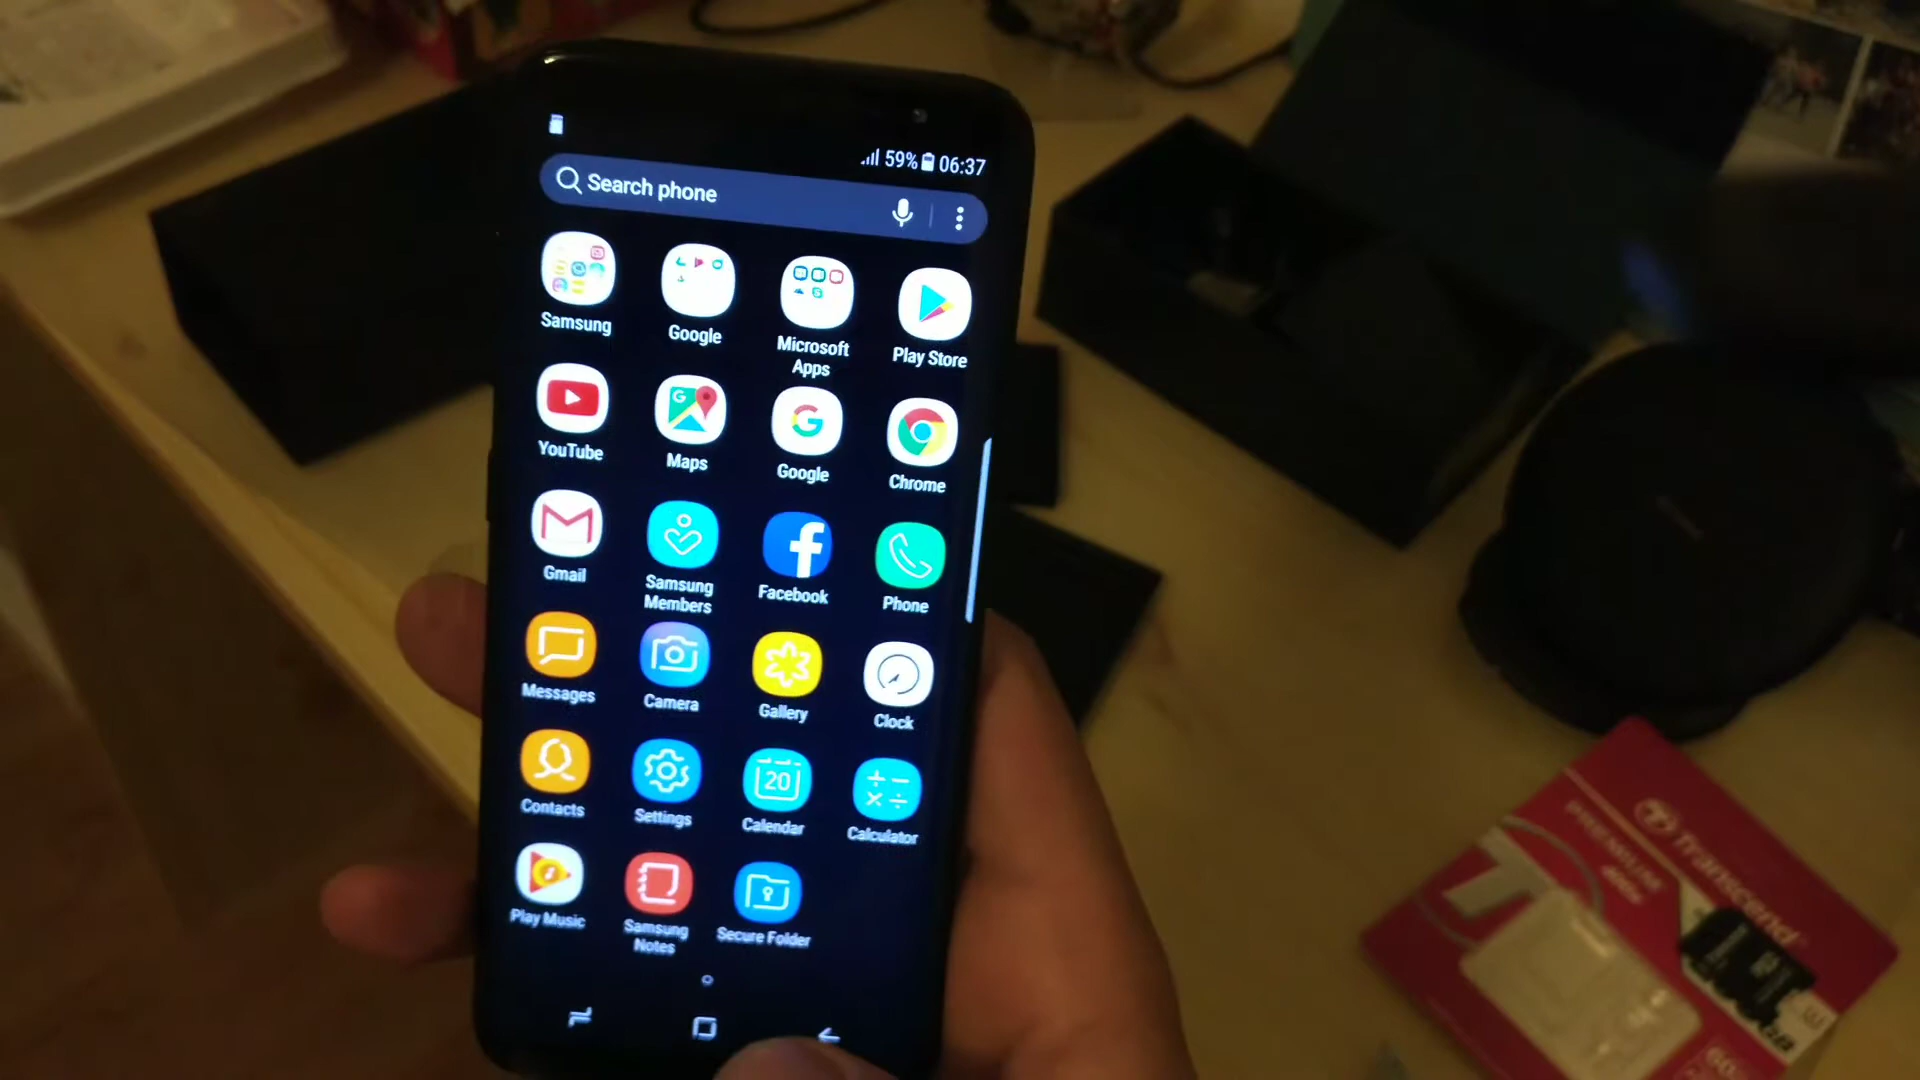 59% 06:37
Search phone
Samsung
Google
Microsoft
Apps
Play Store
YouTube
Maps
Google
Chrome
Gmail
Samsung
Members
Facebook
Phone
Messages
Camera
Gallery
Clock
Contacts
Settings
20
Calendar
Calculator
Play Music
Samsung
Notes
Secure Folder
Transcend
PREMIUM